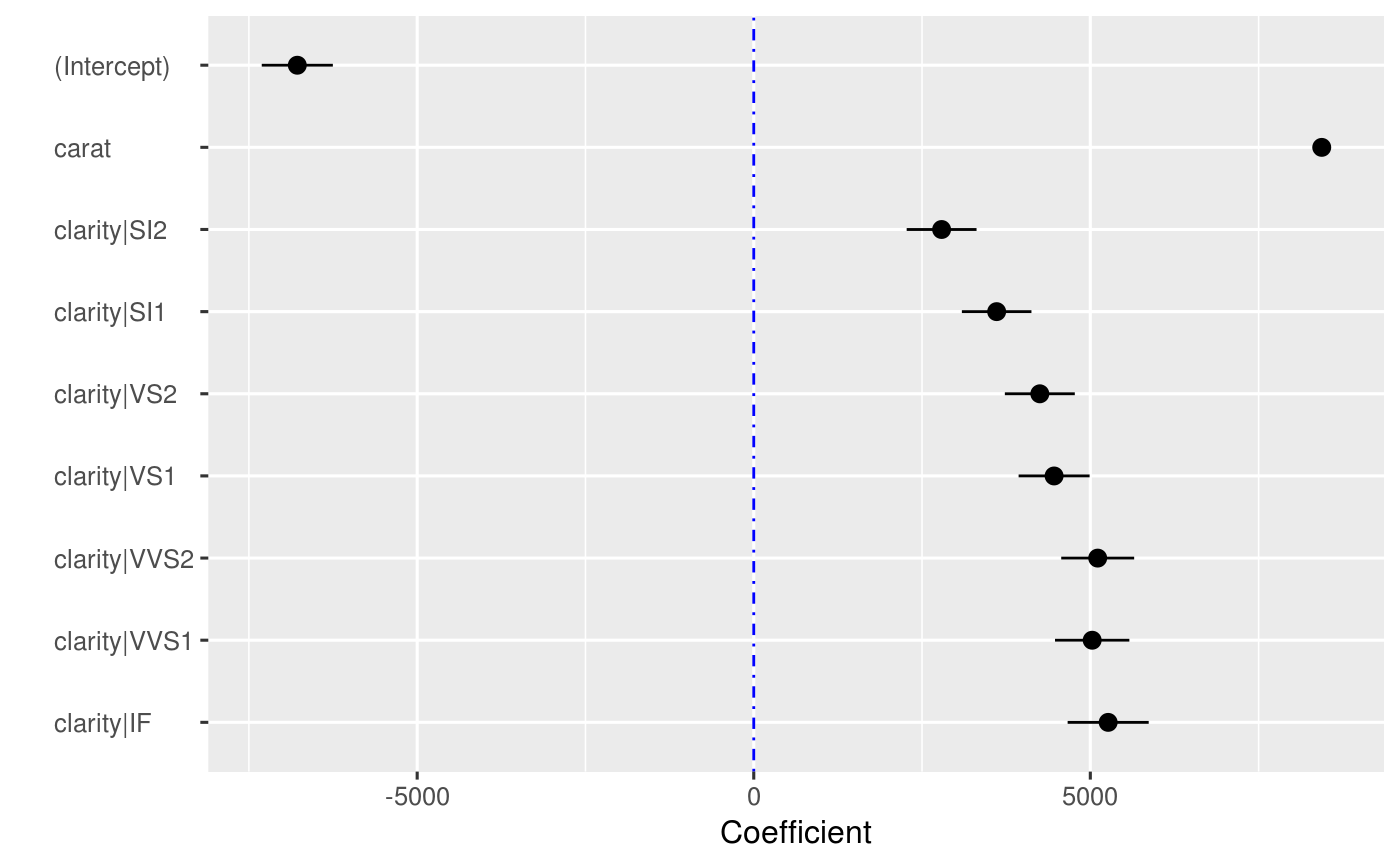 (Intercept)
carat
clarity|SI2
clarity|SI1
clarity|VS2
clarity|VS1
clarity|VVS2
clarity|VVS1
clarity|IF
-5000 0 5000
Coefficient